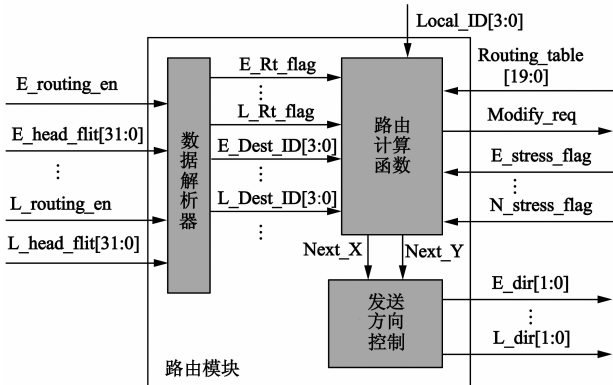 Local_ID[3:0]
E_Rt_flag
Routing_table
[19:0]
E_routing_en
⋮
L_Rt_flag
Modify_req
E_head_flit[31:0]
数据解析器
路由
计算
函数
E_Dest_ID[3:0]
E_stress_flag
⋮
⋮
⋮
L_routing_en
L_Dest_ID[3:0]
N_stress_flag
⋮
L_head_flit[31:0]
Next_X
Next_Y
E_dir[1:0]
发送
方向
控制
⋮
L_dir[1:0]
路由模块